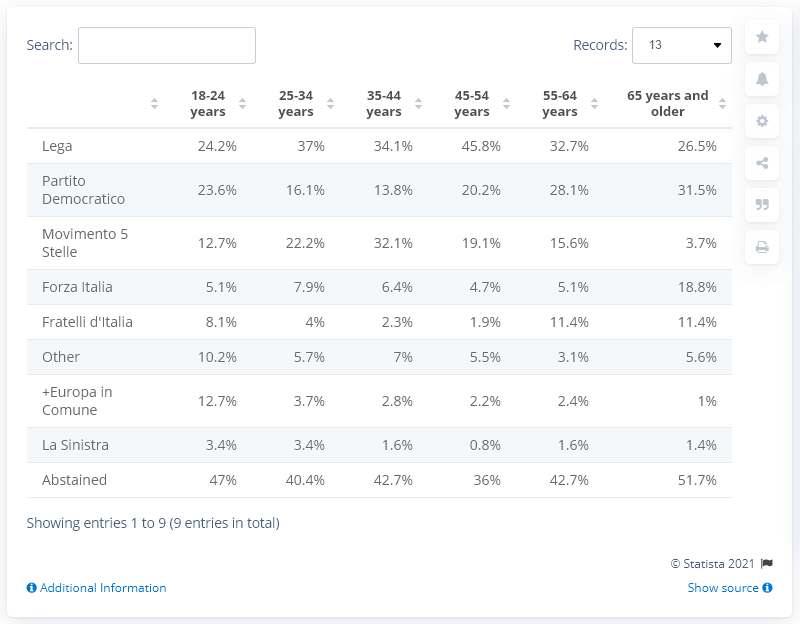 Search:
Records: 13
18-24 years 25-34 years 35-44 years 45-54 years 55-64 years 65 years and older
Lega 24.2% 37% 34.1% 45.8% 32.7% 26.5%
Partito Democratico 23.6% 16.1% 13.8% 20.2% 28.1% 31.5%
Movimento 5 Stelle 12.7% 22.2% 32.1% 19.1% 15.6% 3.7%
Forza Italia 5.1% 7.9% 6.4% 4.7% 5.1% 18.8%
Fratelli d'Italia 8.1% 4% 2.3% 1.9% 11.4% 11.4%
Other 10.2% 5.7% 7% 5.5% 3.1% 5.6%
+Europa in Comune 12.7% 3.7% 2.8% 2.2% 2.4% 1%
La Sinistra 3.4% 3.4% 1.6% 0.8% 1.6% 1.4%
Abstained 47% 40.4% 42.7% 36% 42.7% 51.7%
Showing entries 1 to 9 (9 entries in total)
© Statista 2021
Additional Information
Show source